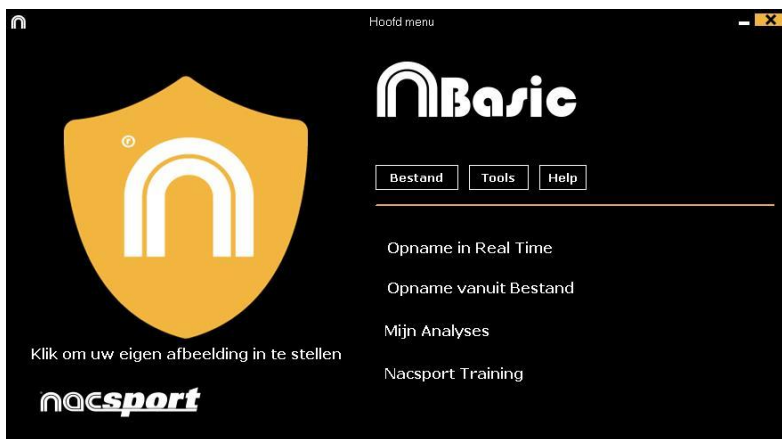 Hoofd menu
Basic
Bestand
Tools
Help
Opname in Real Time
Opname vanuit Bestand
Mijn Analyses
Nacsport Training
Klik om uw eigen afbeelding in te stellen
nacsport